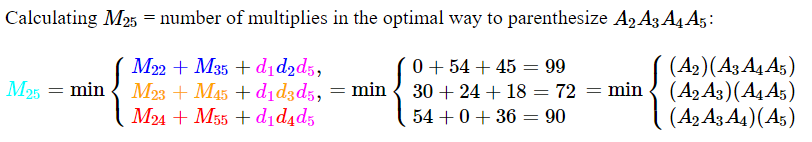 Calculating M₂₅ = number of multiplies in the optimal way to parenthesize A₂A₃A₄A₅:
M₂₂ + M₃₅ + d₁d₂d₅, 0 + 54 + 45 = 99 (A₂)(A₃A₄A₅)
M₂₅ = min { M₂₃ + M₄₅ + d₁d₃d₅, = min { 30 + 24 + 18 = 72 = min { (A₂A₃)(A₄A₅)
M₂₄ + M₅₅ + d₁d₄d₅ 54 + 0 + 36 = 90 (A₂A₃A₄)(A₅)